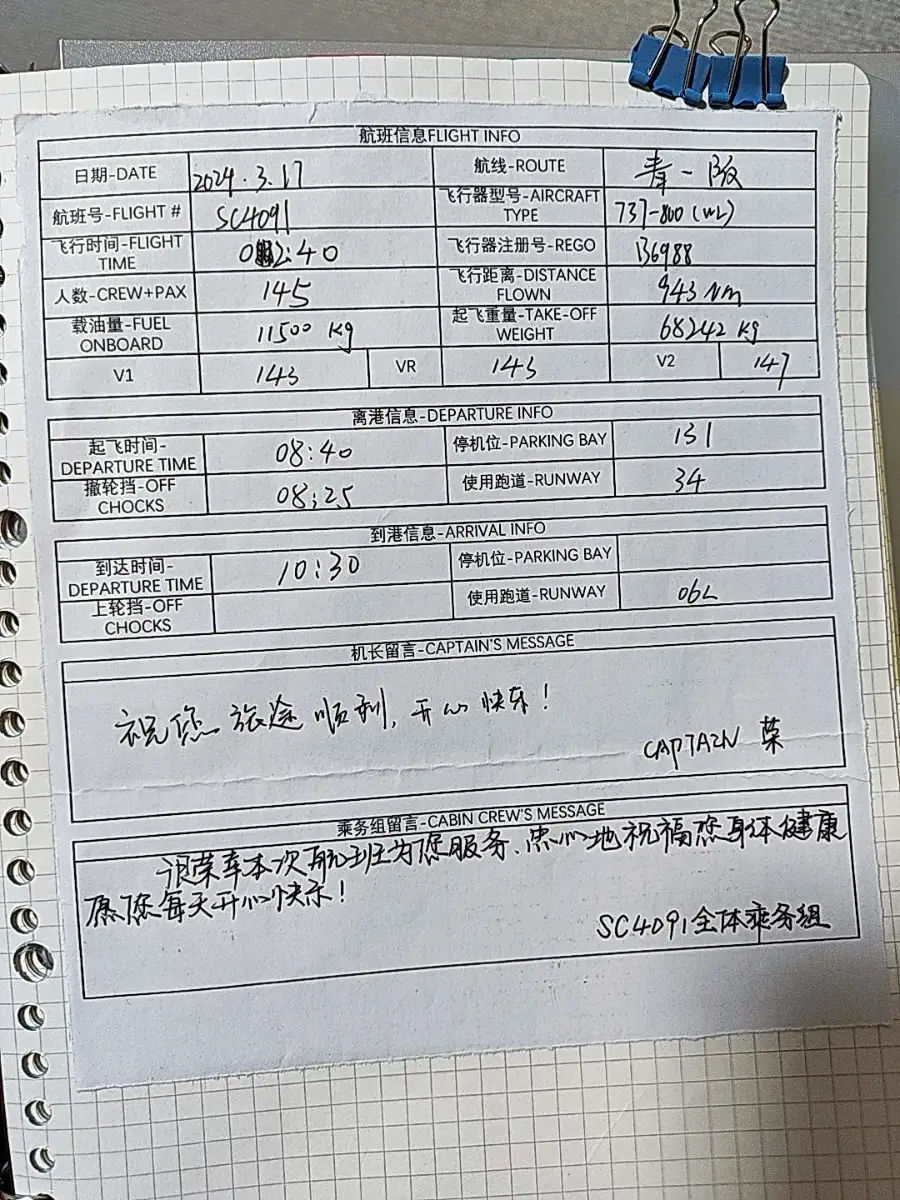 航班信息FLIGHT INFO
日期-DATE 2024.3.17 航线-ROUTE 青-
航班号-FLIGHT # SC4091 飞行器型号-AIRCRAFT TYPE 737-800 (WL)
飞行时间-FLIGHT TIME 2:40 飞行器注册号-REGO B6988
人数-CREW+PAX 145 飞行距离-DISTANCE FLOWN 943 Nm
载油量-FUEL ONBOARD 11500 kg 起飞重量-TAKE-OFF WEIGHT 68242 kg
V1 143 VR 143 V2 147
离港信息-DEPARTURE INFO
起飞时间-DEPARTURE TIME 08:40 停机位-PARKING BAY 131
撤轮挡-OFF CHOCKS 08:25 使用跑道-RUNWAY 34
到港信息-ARRIVAL INFO
到达时间-DEPARTURE TIME 10:30 停机位-PARKING BAY
上轮挡-OFF CHOCKS 使用跑道-RUNWAY 06L
机长留言-CAPTAIN'S MESSAGE
祝您旅途顺利,开心快乐!
CAPTAIN 荣
乘务组留言-CABIN CREW'S MESSAGE
很荣幸本次航班为您服务、忠心地祝福您身体健康
愿您每天开心快乐!
SC4091全体乘务组